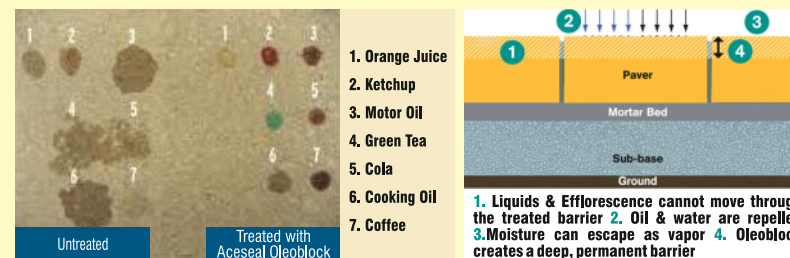 1 2 3 1 2 3
4 5 4 5
6 7 6 7
Untreated
Treated with
Aceseal Oleoblock
1. Orange Juice
2. Ketchup
3. Motor Oil
4. Green Tea
5. Cola
6. Cooking Oil
7. Coffee
2 3
1 4
Paver
Mortar Bed
Sub-base
Ground
1. Liquids & Efflorescence cannot move throug
the treated barrier 2. Oil & water are repelle
3.Moisture can escape as vapor 4. Oleobloc
creates a deep, permanent barrier